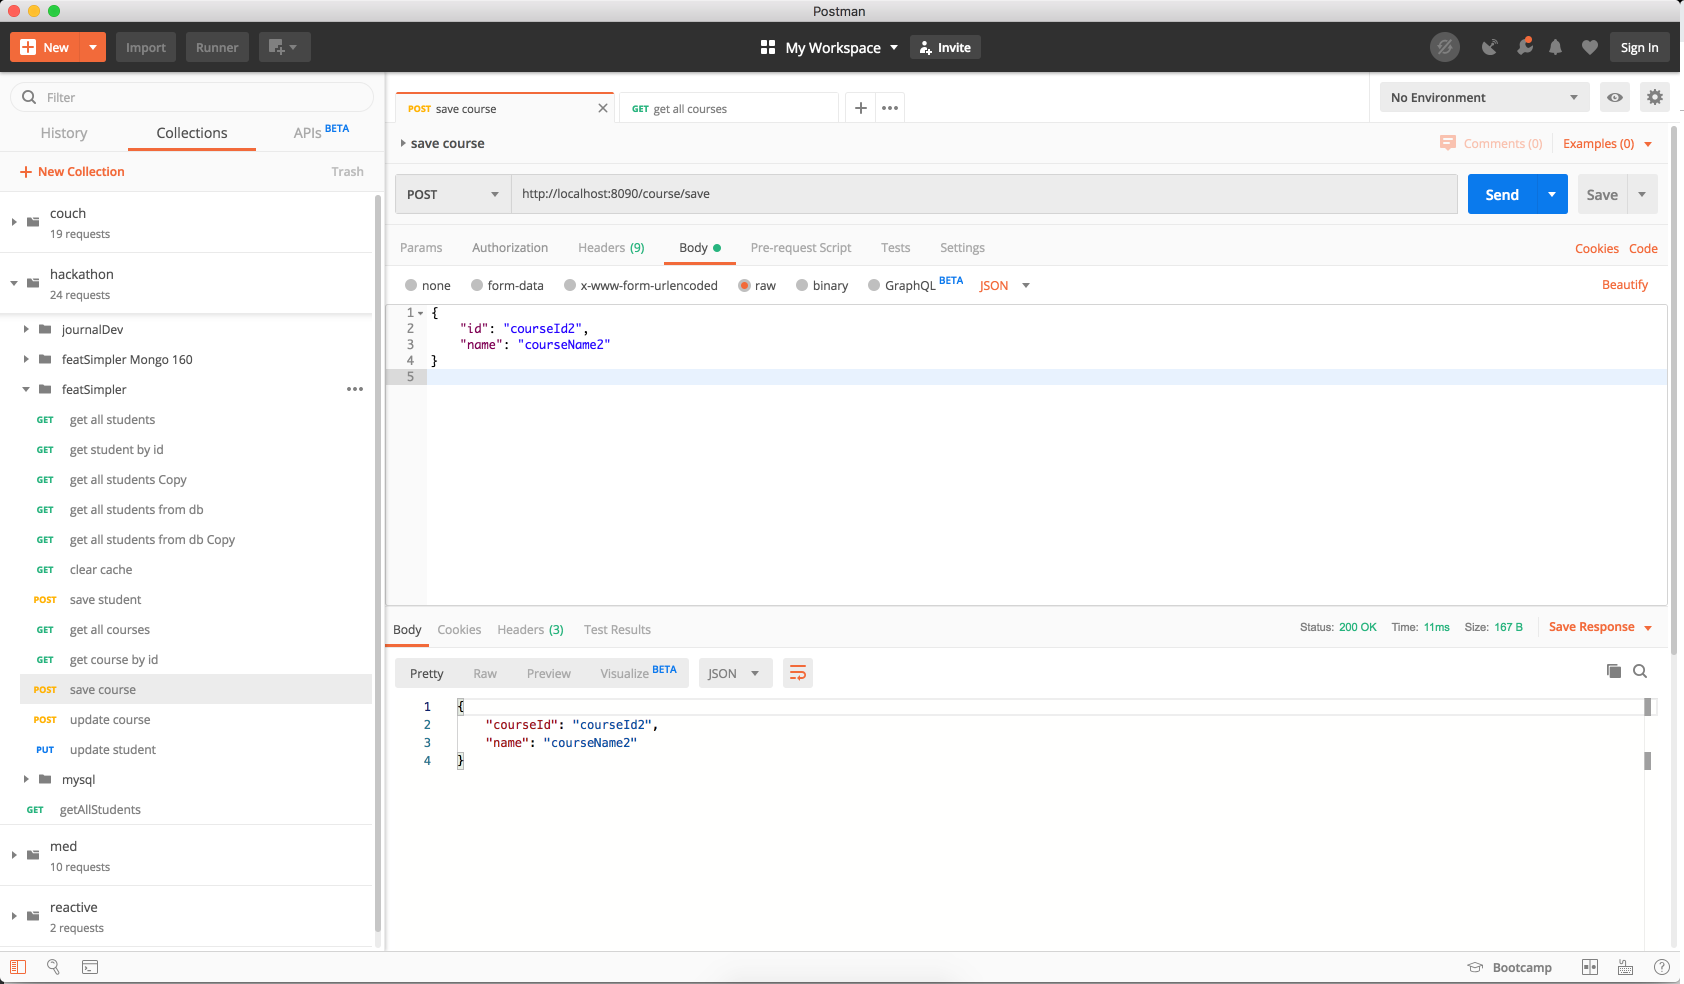 Postman
New
Import
Runner
My Workspace
Invite
Sign In
Filter
History
Collections
APIs BETA
New Collection
Trash
couch
19 requests
hackathon
24 requests
journalDev
featSimpler Mongo 160
featSimpler
GET get all students
GET get student by id
GET get all students Copy
GET get all students from db
GET get all students from db Copy
GET clear cache
POST save student
GET get all courses
GET get course by id
POST save course
POST update course
PUT update student
mysql
GET getAllStudents
med
10 requests
reactive
2 requests
POST save course
GET get all courses
No Environment
save course
Comments (0)
Examples (0)
POST
http://localhost:8090/course/save
Send
Save
Params
Authorization
Headers (9)
Body
Pre-request Script
Tests
Settings
Cookies
Code
none
form-data
x-www-form-urlencoded
raw
binary
GraphQL BETA
JSON
Beautify
1 {
2 "id": "courseId2",
3 "name": "courseName2"
4 }
5
Body
Cookies
Headers (3)
Test Results
Status: 200 OK
Time: 11ms
Size: 167 B
Save Response
Pretty
Raw
Preview
Visualize BETA
JSON
1 {
2 "courseId": "courseId2",
3 "name": "courseName2"
4 }
Bootcamp